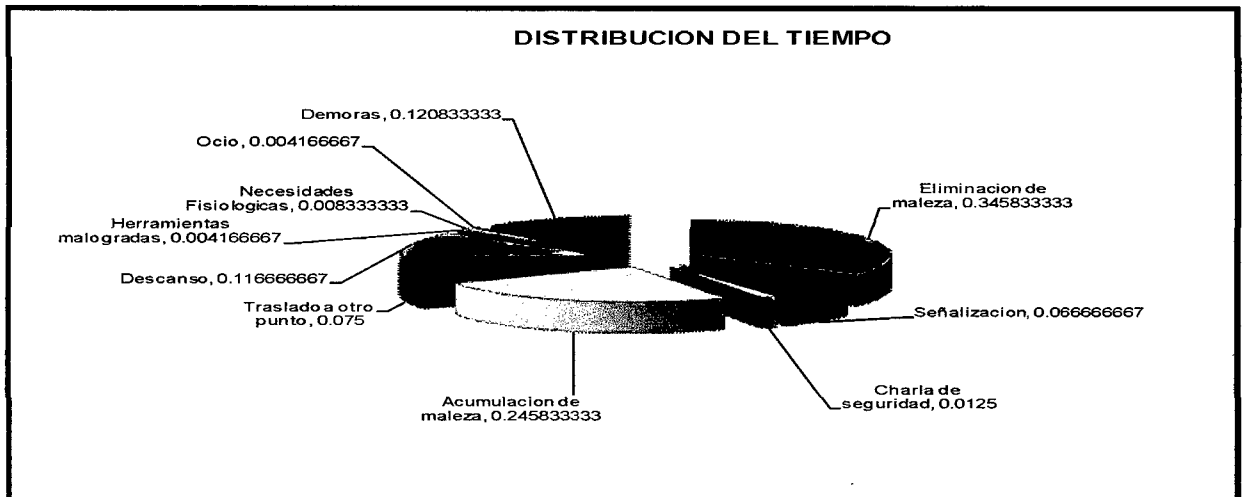 DISTRIBUCION DEL TIEMPO
Demoras, 0.120833333
Ocio, 0.004166667
Necesidades
Fisiologicas, 0.008333333
Herramientas
malogradas, 0.004166667
Descanso, 0.116666667
Traslado a otro
punto, 0.075
Acumulacion de
maleza, 0.245833333
Eliminacion de
maleza, 0.345833333
Señalizacion, 0.066666667
Charla de
seguridad, 0.0125